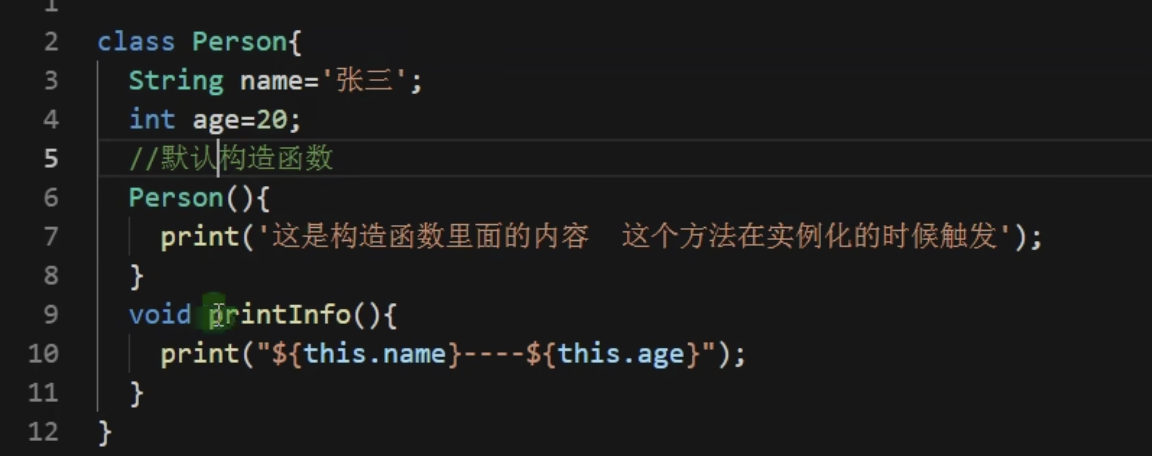 1
2 class Person{
3 String name='张三';
4 int age=20;
5 //默认构造函数
6 Person(){
7 print('这是构造函数里面的内容  这个方法在实例化的时候触发');
8 }
9 void printInfo(){
10 print("${this.name}----${this.age}");
11 }
12 }